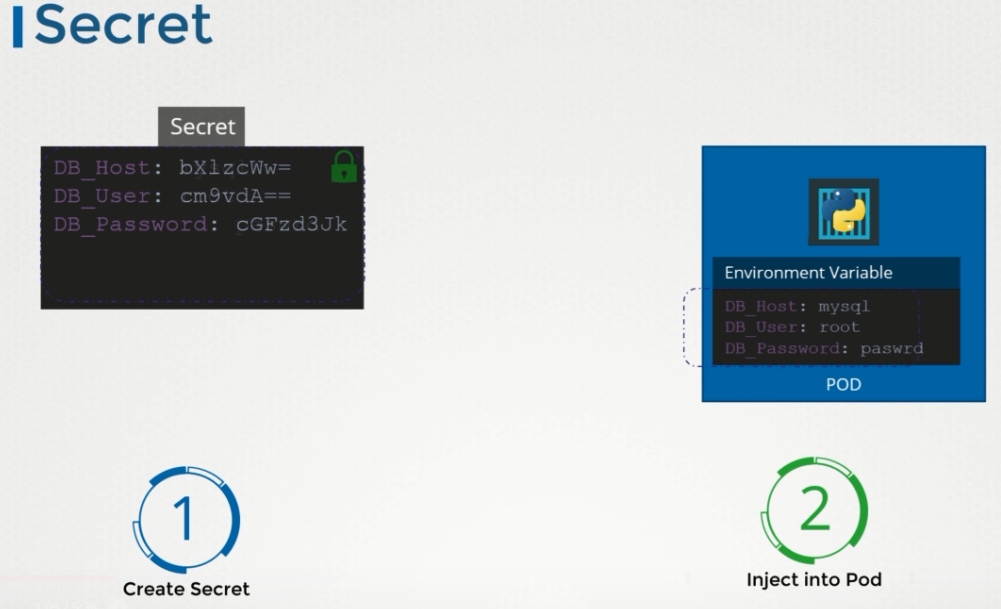 Secret
Secret
DB_Host: bXlzcWw=
DB_User: cm9vdA==
DB_Password: cGFzd3Jk
Environment Variable
DB_Host: mysql
DB_User: root
DB_Password: paswrd
POD
1
Create Secret
2
Inject into Pod